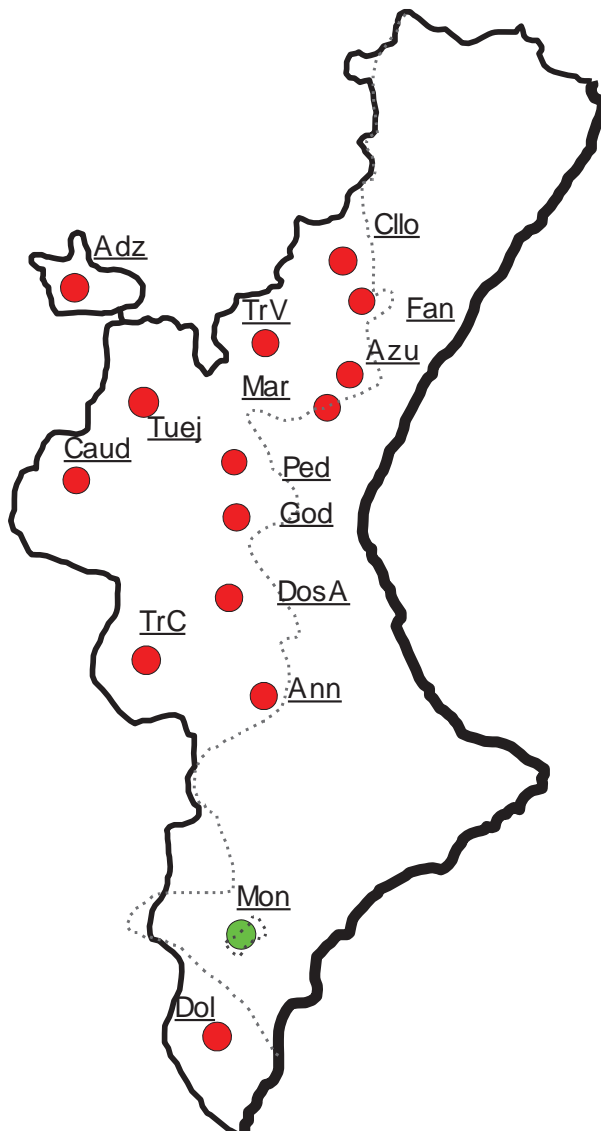 Cllo
Adz
Fan
TrV
Azu
Mar
Tuej
Caud
Ped
God
DosA
TrC
Ann
Mon
Dol